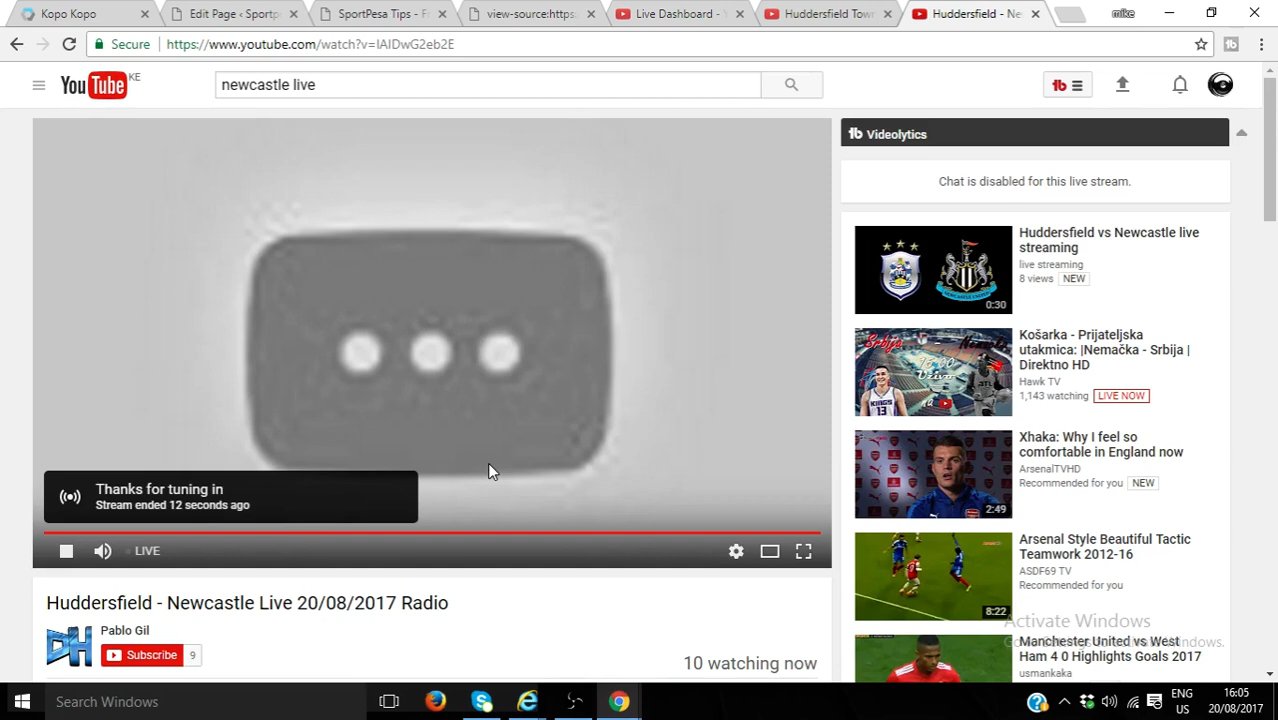 Kopo Kopo
Edit Page ‹ Sportp
SportPesa Tips - F
view-source:https:
Live Dashboard - Y
Huddersfield Town
Huddersfield - Ne
mike
Secure
https://www.youtube.com/watch?v=IAIDwG2eb2E
YouTube KE
newcastle live
tb
tb Videolytics
Chat is disabled for this live stream.
Huddersfield vs Newcastle live
streaming
live streaming
8 views NEW
0:30
Košarka - Prijateljska
utakmica: |Nemačka - Srbija |
Direktno HD
Hawk TV
1,143 watching LIVE NOW
Xhaka: Why I feel so
comfortable in England now
ArsenalTVHD
Recommended for you NEW
2:49
Arsenal Style Beautiful Tactic
Teamwork 2012-16
ASDF69 TV
Recommended for you
8:22
Manchester United vs West
Ham 4 0 Highlights Goals 2017
usmankaka
Activate Windows
Thanks for tuning in
Stream ended 12 seconds ago
LIVE
Huddersfield - Newcastle Live 20/08/2017 Radio
Pablo Gil
Subscribe 9
10 watching now
Search Windows
ENG
US
16:05
20/08/2017